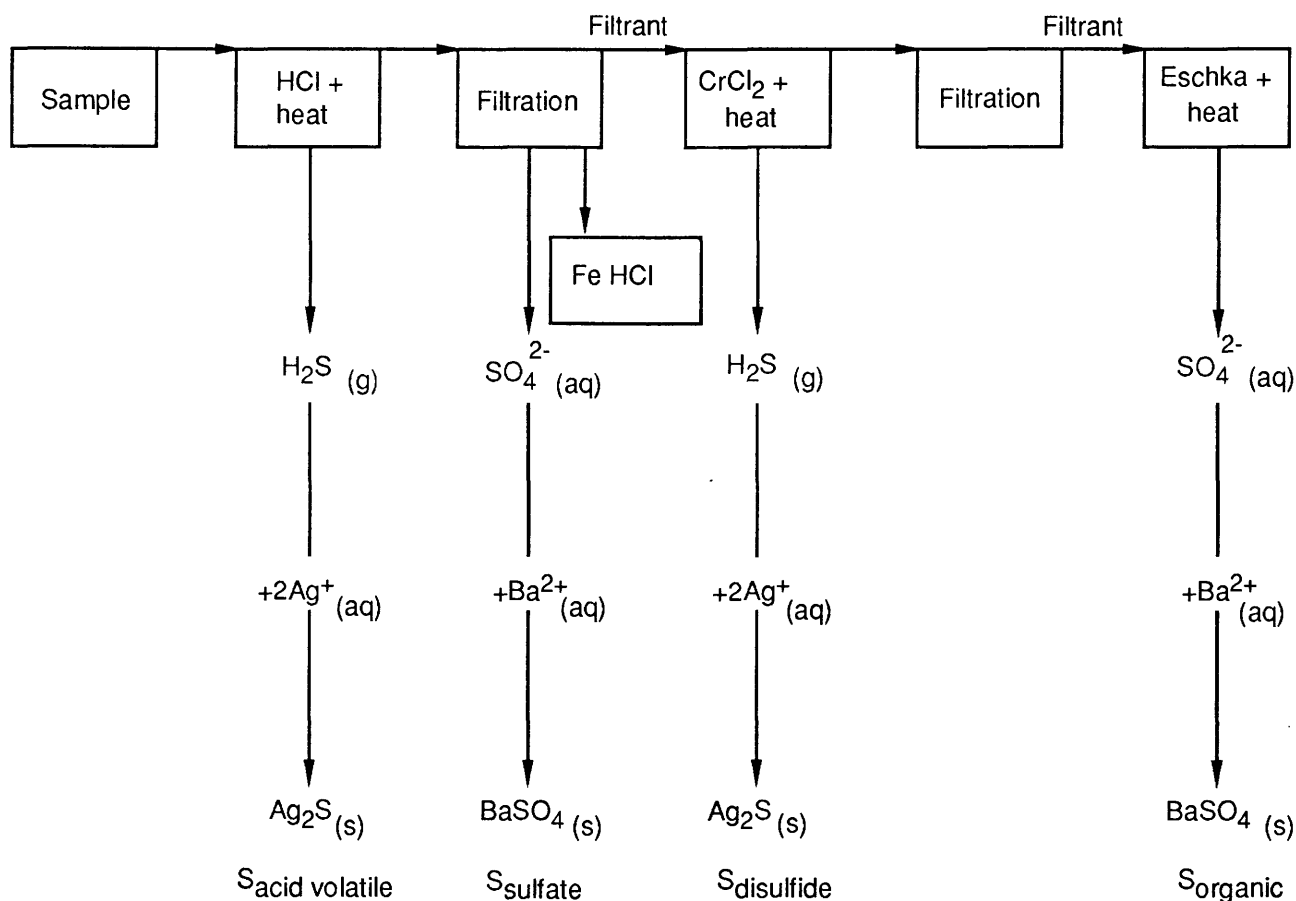 Filtrant
Filtrant
Sample
HCl +
heat
Filtration
CrCl2 +
heat
Filtration
Eschka +
heat
Fe HCl
H2S (g)
SO4 2- (aq)
H2S (g)
SO4 2- (aq)
+2Ag+ (aq)
+Ba2+ (aq)
+2Ag+ (aq)
+Ba2+ (aq)
Ag2S (s)
BaSO4 (s)
Ag2S (s)
BaSO4 (s)
Sacid volatile
Ssulfate
Sdisulfide
Sorganic